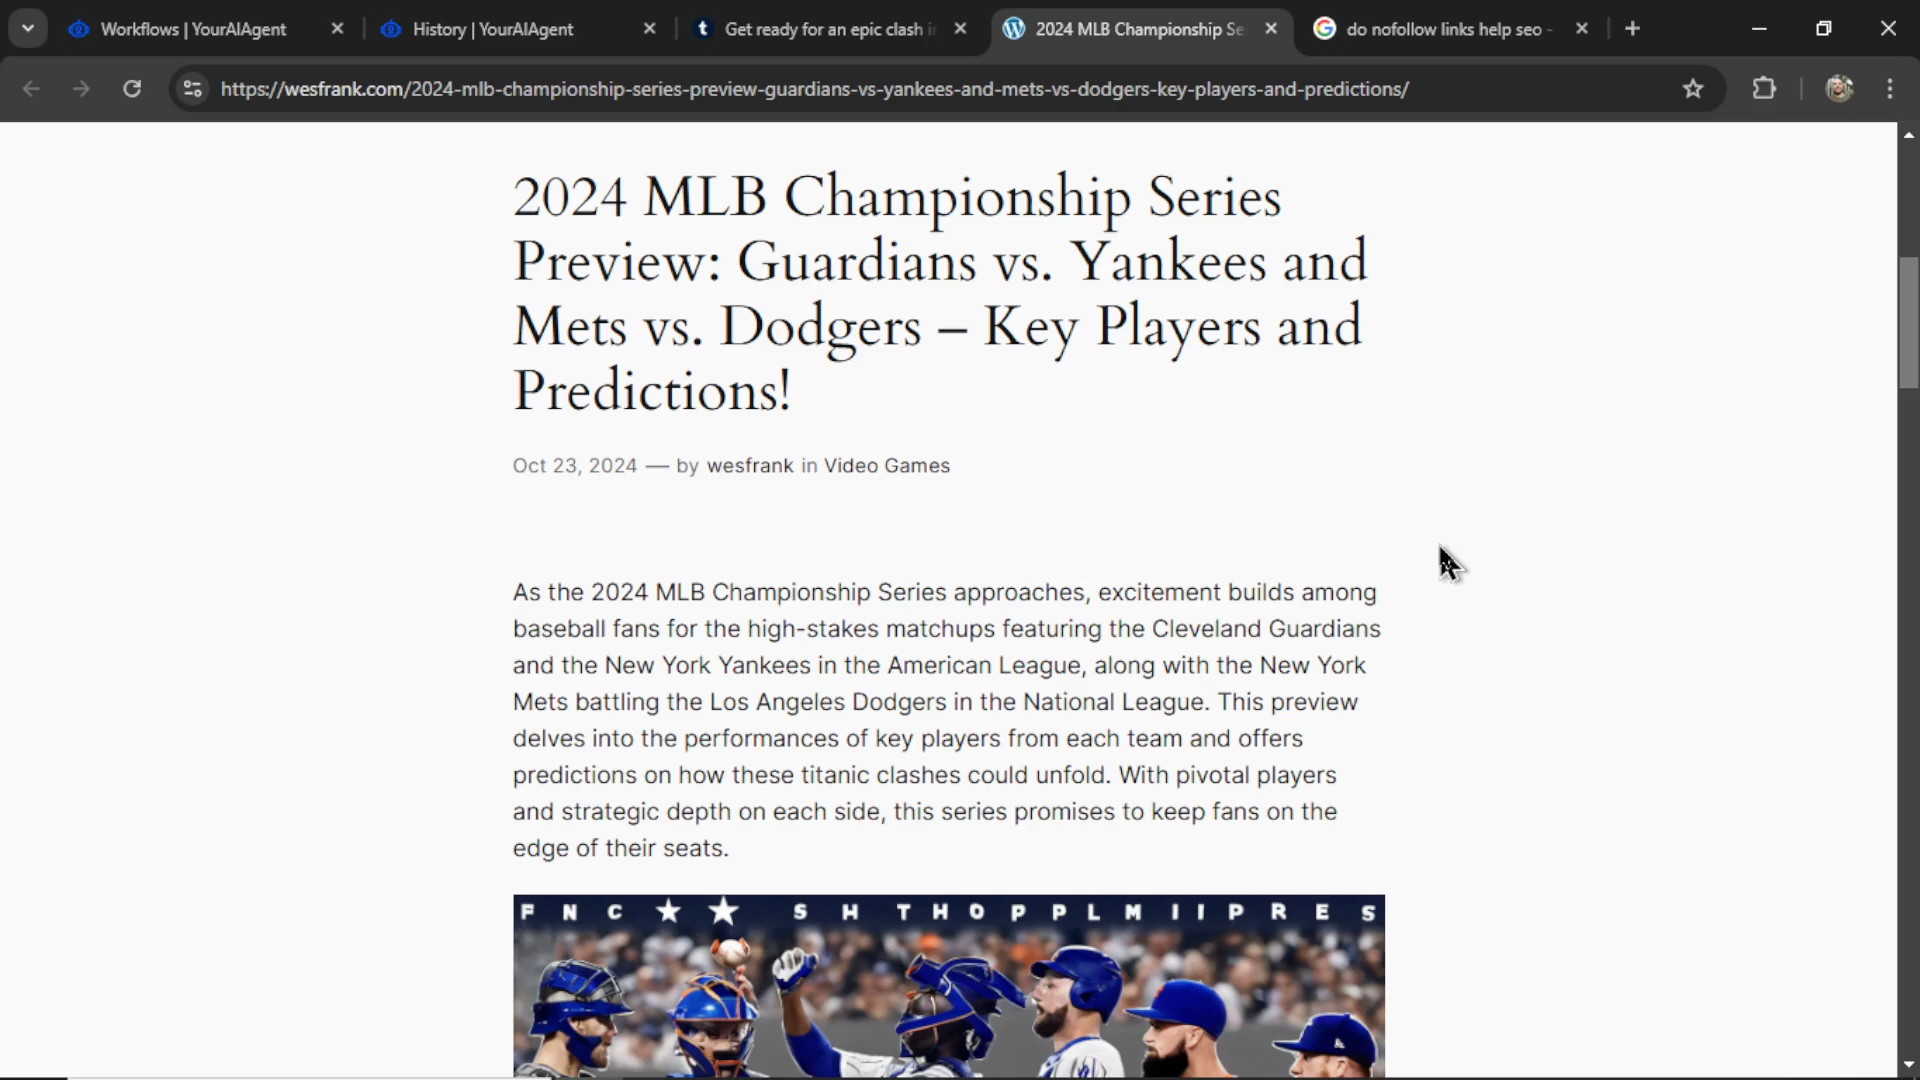 Workflows | YourAIAgent
History | YourAIAgent
Get ready for an epic clash i
2024 MLB Championship Se
do nofollow links help seo -
https://wesfrank.com/2024-mlb-championship-series-preview-guardians-vs-yankees-and-mets-vs-dodgers-key-players-and-predictions/
2024 MLB Championship Series
Preview: Guardians vs. Yankees and
Mets vs. Dodgers – Key Players and
Predictions!
Oct 23, 2024 — by wesfrank in Video Games
As the 2024 MLB Championship Series approaches, excitement builds among
baseball fans for the high-stakes matchups featuring the Cleveland Guardians
and the New York Yankees in the American League, along with the New York
Mets battling the Los Angeles Dodgers in the National League. This preview
delves into the performances of key players from each team and offers
predictions on how these titanic clashes could unfold. With pivotal players
and strategic depth on each side, this series promises to keep fans on the
edge of their seats.
F N C ★ ★ S H T H O P P L M I I P R E S